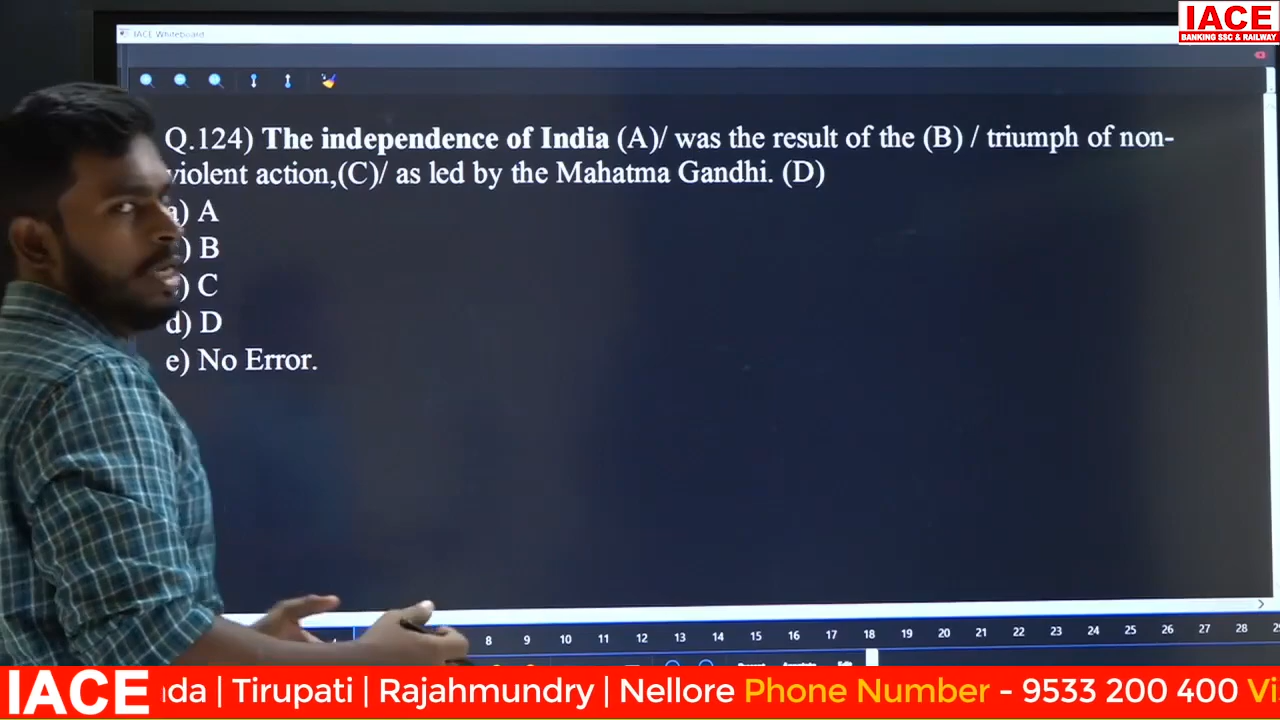 IACE
BANKING SSC & RAILWAY
IACE Whiteboard
Q.124) The independence of India (A)/ was the result of the (B) / triumph of non-
violent action,(C)/ as led by the Mahatma Gandhi. (D)
a) A
) B
) C
d) D
e) No Error.
8 9 10 11 12 13 14 15 16 17 18 19 20 21 22 23 24 25 26 27 28
IACE da | Tirupati | Rajahmundry | Nellore Phone Number - 9533 200 400 Vi